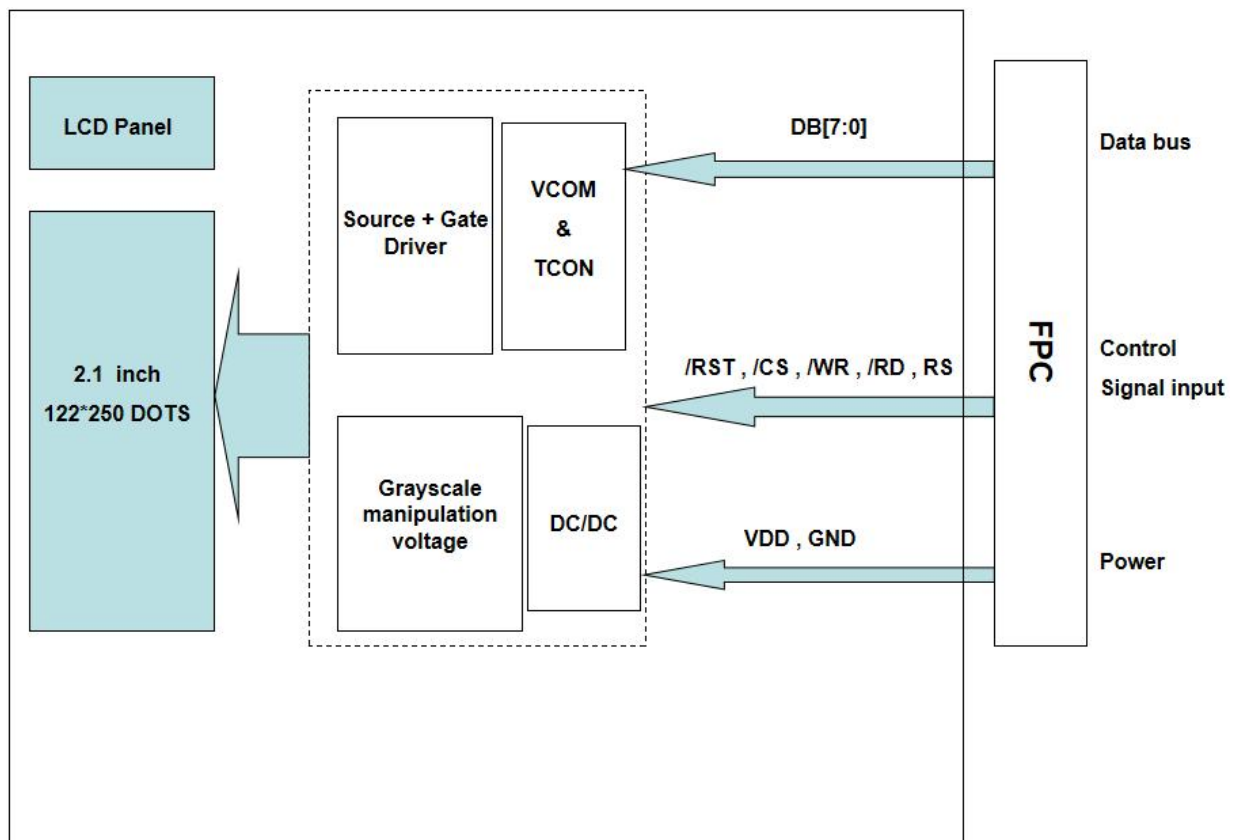 LCD Panel
2.1 inch
122*250 DOTS
Source + Gate
Driver
VCOM
&
TCON
Grayscale
manipulation
voltage
DC/DC
DB[7:0]
/RST , /CS , /WR , /RD , RS
VDD , GND
FPC
Data bus
Control
Signal input
Power